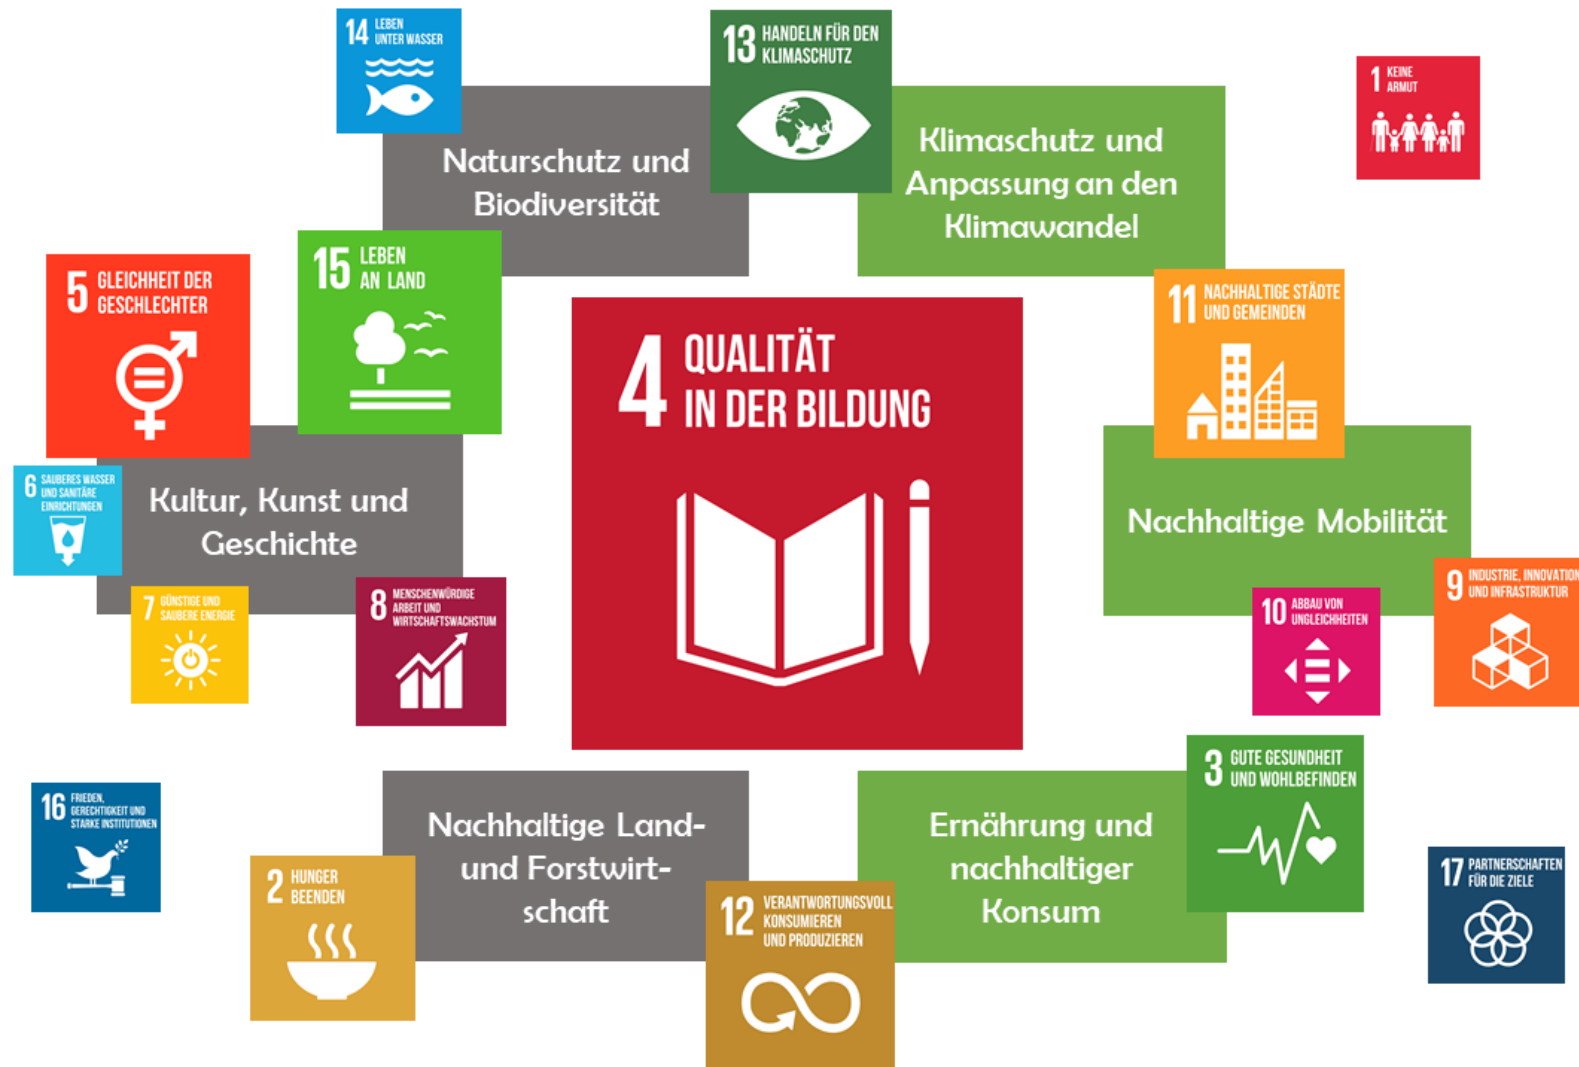 14 LEBEN
UNTER WASSER
13 HANDELN FÜR DEN
KLIMASCHUTZ
1 KEINE
ARMUT
Naturschutz und
Biodiversität
Klimaschutz und
Anpassung an den
Klimawandel
5 GLEICHHEIT DER
GESCHLECHTER
15 LEBEN
AN LAND
11 NACHHALTIGE STÄDTE
UND GEMEINDEN
4 QUALITÄT
IN DER BILDUNG
6 SAUBERES WASSER
UND SANITÄRE
EINRICHTUNGEN
Kultur, Kunst und
Geschichte
Nachhaltige Mobilität
7 GÜNSTIGE UND
SAUBERE ENERGIE
8 MENSCHENWÜRDIGE
ARBEIT UND
WIRTSCHAFTSWACHSTUM
10 ABBAU VON
UNGLEICHHEITEN
9 INDUSTRIE, INNOVATION
UND INFRASTRUKTUR
3 GUTE GESUNDHEIT
UND WOHLBEFINDEN
16 FRIEDEN,
GERECHTIGKEIT UND
STARKE INSTITUTIONEN
Nachhaltige Land-
und Forstwirt-
schaft
Ernährung und
nachhaltiger
Konsum
2 HUNGER
BEENDEN
12 VERANTWORTUNGSVOLL
KONSUMIEREN
UND PRODUZIEREN
17 PARTNERSCHAFTEN
FÜR DIE ZIELE